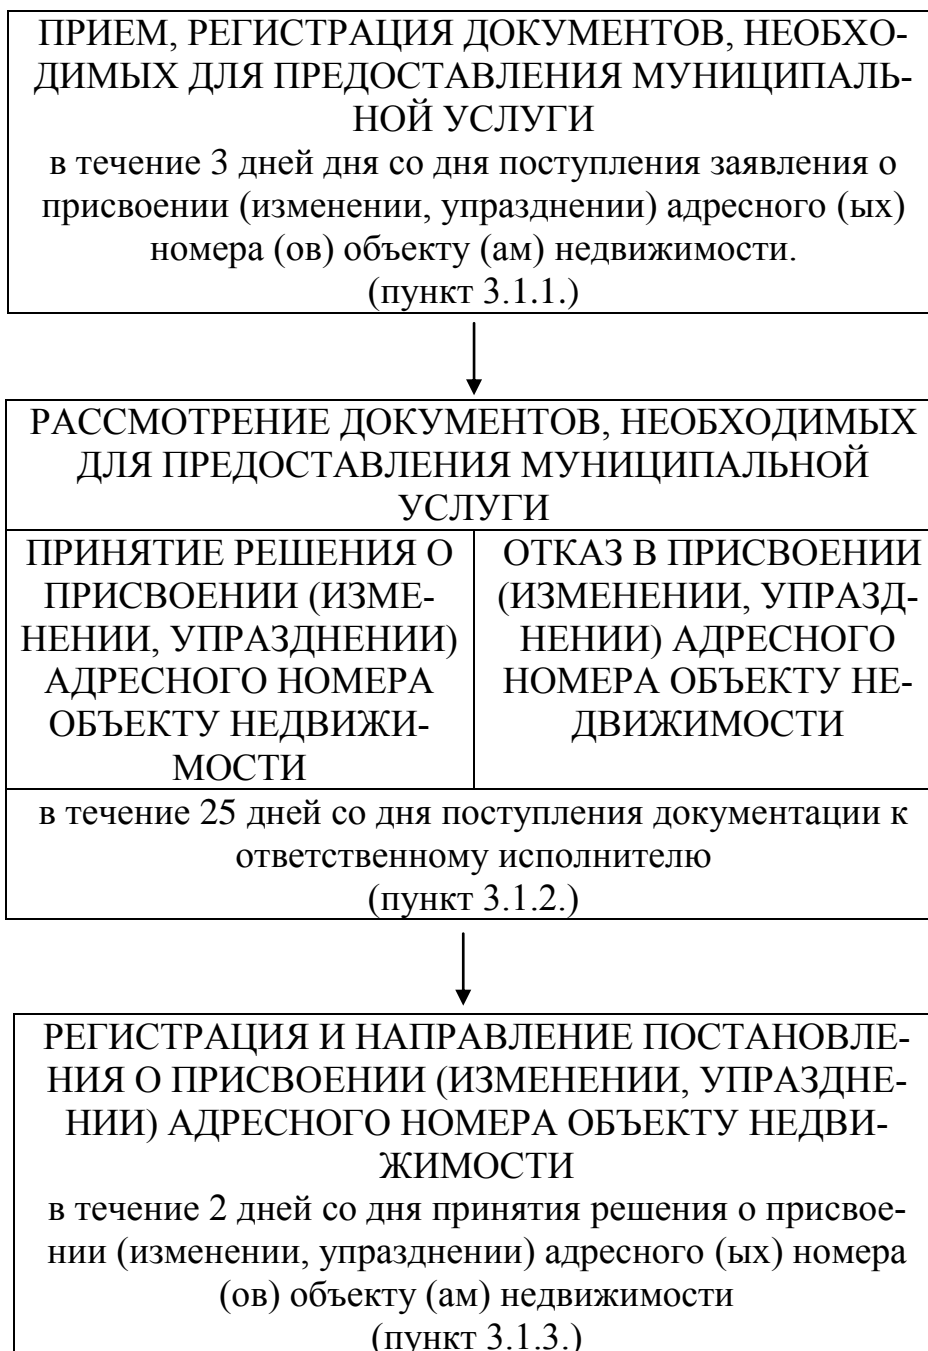 ПРИЕМ, РЕГИСТРАЦИЯ ДОКУМЕНТОВ, НЕОБХО-
ДИМЫХ ДЛЯ ПРЕДОСТАВЛЕНИЯ МУНИЦИПАЛЬ-
НОЙ УСЛУГИ
в течение 3 дней дня со дня поступления заявления о
присвоении (изменении, упразднении) адресного (ых)
номера (ов) объекту (ам) недвижимости.
(пункт 3.1.1.)
РАССМОТРЕНИЕ ДОКУМЕНТОВ, НЕОБХОДИМЫХ
ДЛЯ ПРЕДОСТАВЛЕНИЯ МУНИЦИПАЛЬНОЙ
УСЛУГИ
ПРИНЯТИЕ РЕШЕНИЯ О
ПРИСВОЕНИИ (ИЗМЕ-
НЕНИИ, УПРАЗДНЕНИИ)
АДРЕСНОГО НОМЕРА
ОБЪЕКТУ НЕДВИЖИ-
МОСТИ
ОТКАЗ В ПРИСВОЕНИИ
(ИЗМЕНЕНИИ, УПРАЗД-
НЕНИИ) АДРЕСНОГО
НОМЕРА ОБЪЕКТУ НЕ-
ДВИЖИМОСТИ
в течение 25 дней со дня поступления документации к
ответственному исполнителю
(пункт 3.1.2.)
РЕГИСТРАЦИЯ И НАПРАВЛЕНИЕ ПОСТАНОВЛЕ-
НИЯ О ПРИСВОЕНИИ (ИЗМЕНЕНИИ, УПРАЗДНЕ-
НИИ) АДРЕСНОГО НОМЕРА ОБЪЕКТУ НЕДВИ-
ЖИМОСТИ
в течение 2 дней со дня принятия решения о присвое-
нии (изменении, упразднении) адресного (ых) номера
(ов) объекту (ам) недвижимости
(пункт 3.1.3.)